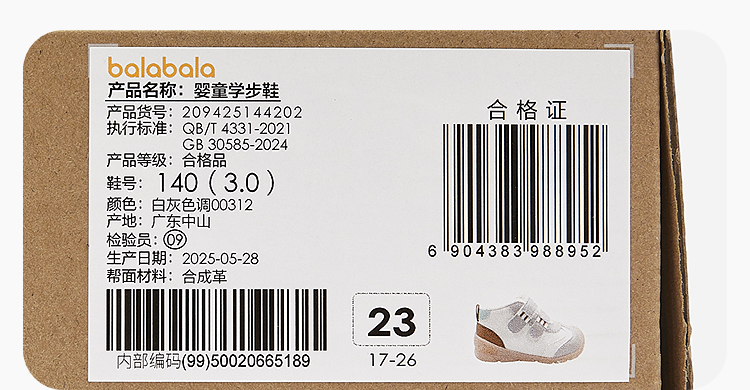 balabala
产品名称：婴童学步鞋
产品货号：209425144202
执行标准：QB/T 4331-2021
GB 30585-2024
产品等级：合格品
鞋号：140（3.0）
颜色：白灰色调00312
产地：广东中山
检验员：09
生产日期：2025-05-28
帮面材料：合成革
内部编码(99)50020665189
合格证
6 904383 988952
23
17-26